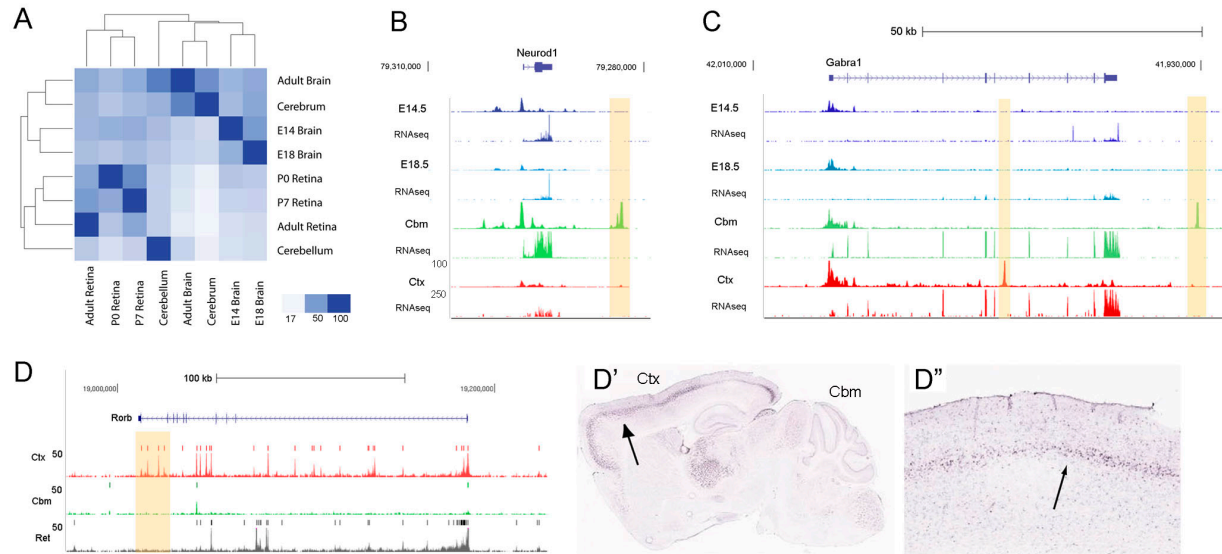 A
Adult Brain
Cerebrum
E14 Brain
E18 Brain
P0 Retina
P7 Retina
Adult Retina
Cerebellum
Adult Retina
P0 Retina
P7 Retina
Cerebellum
Adult Brain
Cerebrum
E14 Brain
E18 Brain
17 50 100
B
Neurod1
79,310,000 79,280,000
E14.5
RNAseq
E18.5
RNAseq
Cbm
RNAseq
100
Ctx
250
RNAseq
C
50 kb
Gabra1
42,010,000 41,930,000
E14.5
RNAseq
E18.5
RNAseq
Cbm
RNAseq
Ctx
RNAseq
D
100 kb
19,000,000 19,280,000
Rorb
50
Ctx
50
Cbm
50
Ret
D’
Ctx Cbm
D”